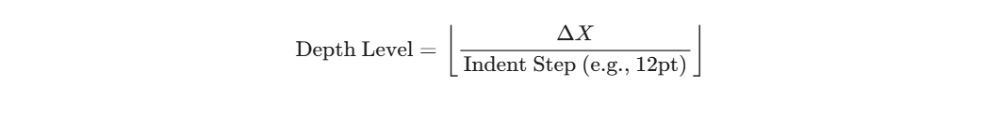 Depth Level = ⌊ ΔX / Indent Step (e.g., 12pt) ⌋